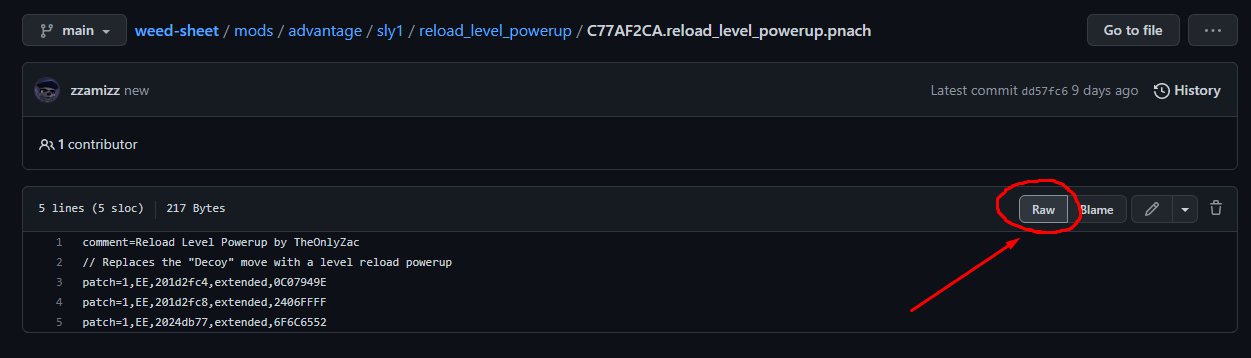 main weed-sheet / mods / advantage / sly1 / reload_level_powerup / C77AF2CA.reload_level_powerup.pnach Go to file ...
zzamizz new Latest commit dd57fc6 9 days ago History
1 contributor
5 lines (5 sloc) 217 Bytes Raw Blame
1 comment=Reload Level Powerup by TheOnlyZac
2 // Replaces the "Decoy" move with a level reload powerup
3 patch=1,EE,201d2fc4,extended,0C07949E
4 patch=1,EE,201d2fc8,extended,2406FFFF
5 patch=1,EE,2024db77,extended,6F6C6552